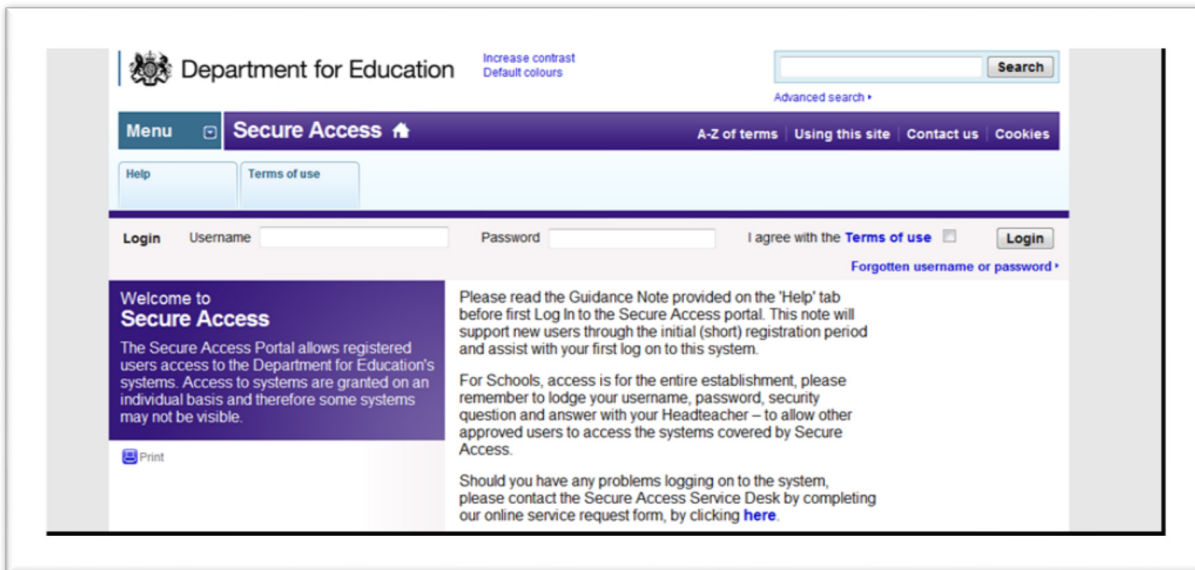 Department for Education
Increase contrast
Default colours
Search
Advanced search
Menu
Secure Access
A-Z of terms
Using this site
Contact us
Cookies
Help
Terms of use
Login
Username
Password
I agree with the Terms of use
Login
Forgotten username or password
Welcome to
Secure Access
The Secure Access Portal allows registered
users access to the Department for Education's
systems. Access to systems are granted on an
individual basis and therefore some systems
may not be visible.
Print
Please read the Guidance Note provided on the 'Help' tab
before first Log In to the Secure Access portal. This note will
support new users through the initial (short) registration period
and assist with your first log on to this system.
For Schools, access is for the entire establishment, please
remember to lodge your username, password, security
question and answer with your Headteacher – to allow other
approved users to access the systems covered by Secure
Access.
Should you have any problems logging on to the system,
please contact the Secure Access Service Desk by completing
our online service request form, by clicking here.